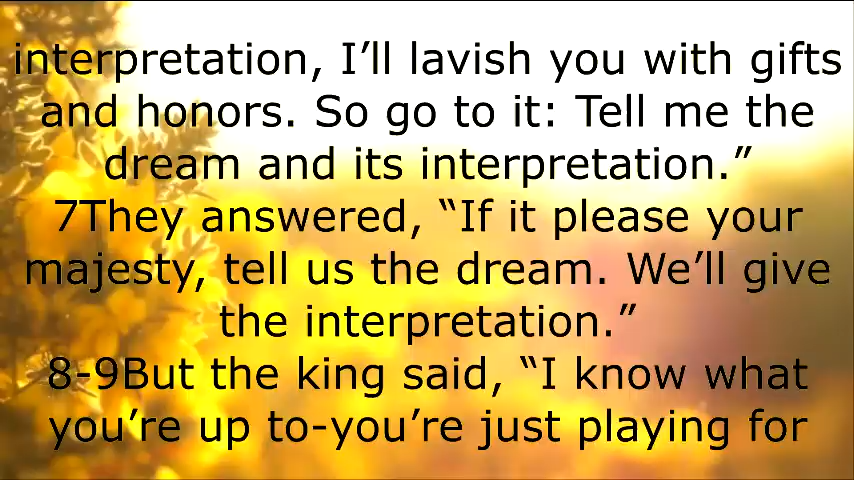 interpretation, I’ll lavish you with gifts
and honors. So go to it: Tell me the
dream and its interpretation.”
7They answered, “If it please your
majesty, tell us the dream. We’ll give
the interpretation.”
8-9But the king said, “I know what
you’re up to-you’re just playing for